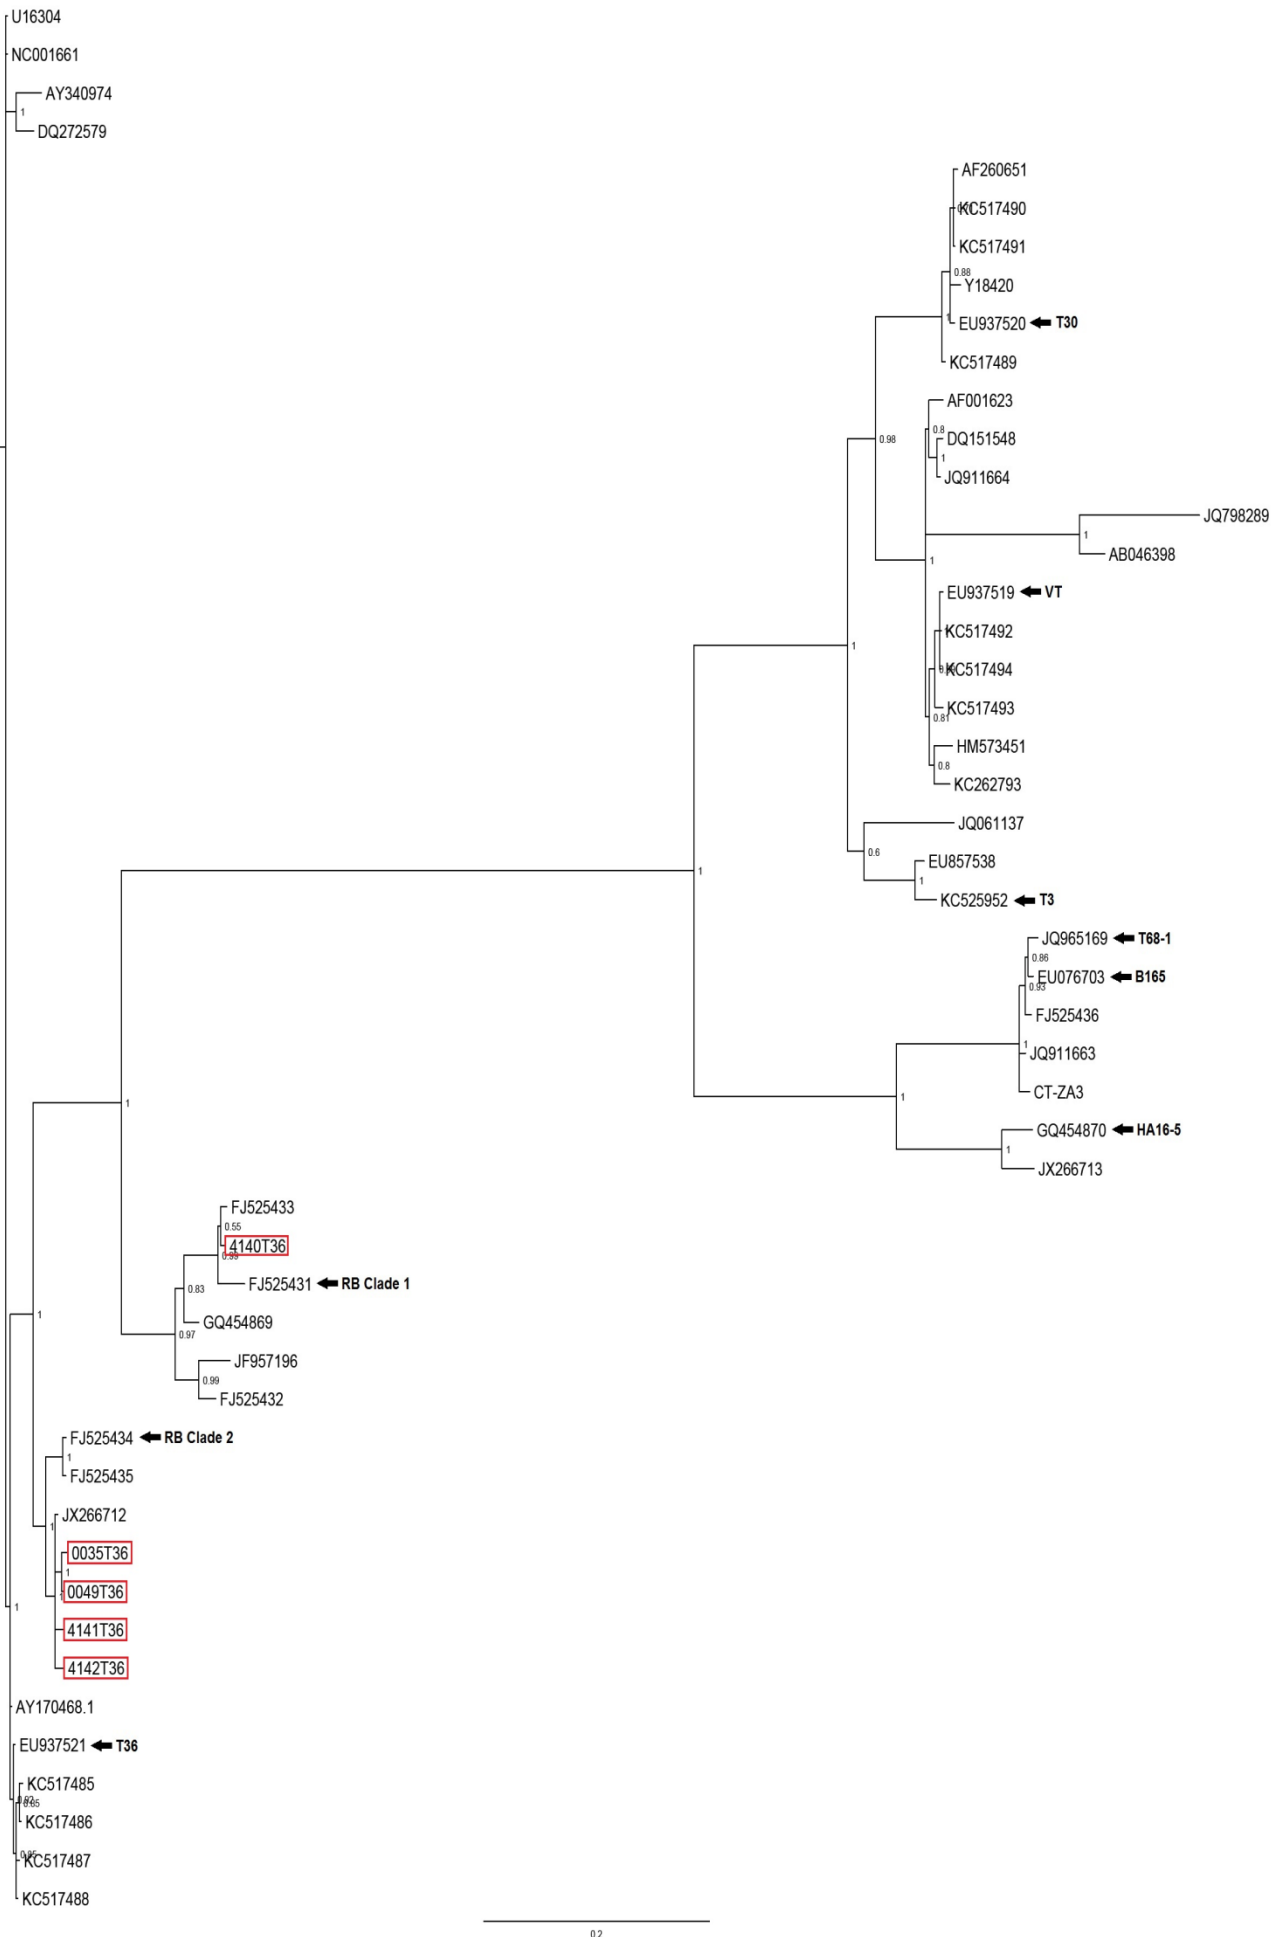 U16304
NC001661
AY340974
1
DQ272579
AF260651
KC517490
KC517491
0.88
Y18420
1
EU937520 T30
KC517489
AF001623
0.8
DQ151548
0.98
1
JQ911664
JQ798289
1
AB046398
1
EU937519 VT
KC517492
1
KC517494
KC517493
0.81
HM573451
0.8
KC262793
JQ061137
0.6
EU857538
1
1
KC525952 T3
JQ965169 T68-1
0.86
EU076703 B165
0.93
FJ525436
1
JQ911663
CT-ZA3
1
1
GQ454870 HA16-5
1
JX266713
FJ525433
0.55
4140T36
FJ525431 RB Clade 1
0.83
1
GQ454869
0.97
JF957196
0.99
FJ525432
FJ525434 RB Clade 2
1
FJ525435
JX266712
1
0035T36
1
0049T36
1
4141T36
4142T36
AY170468.1
EU937521 T36
KC517485
KC517486
KC517487
KC517488
0.2